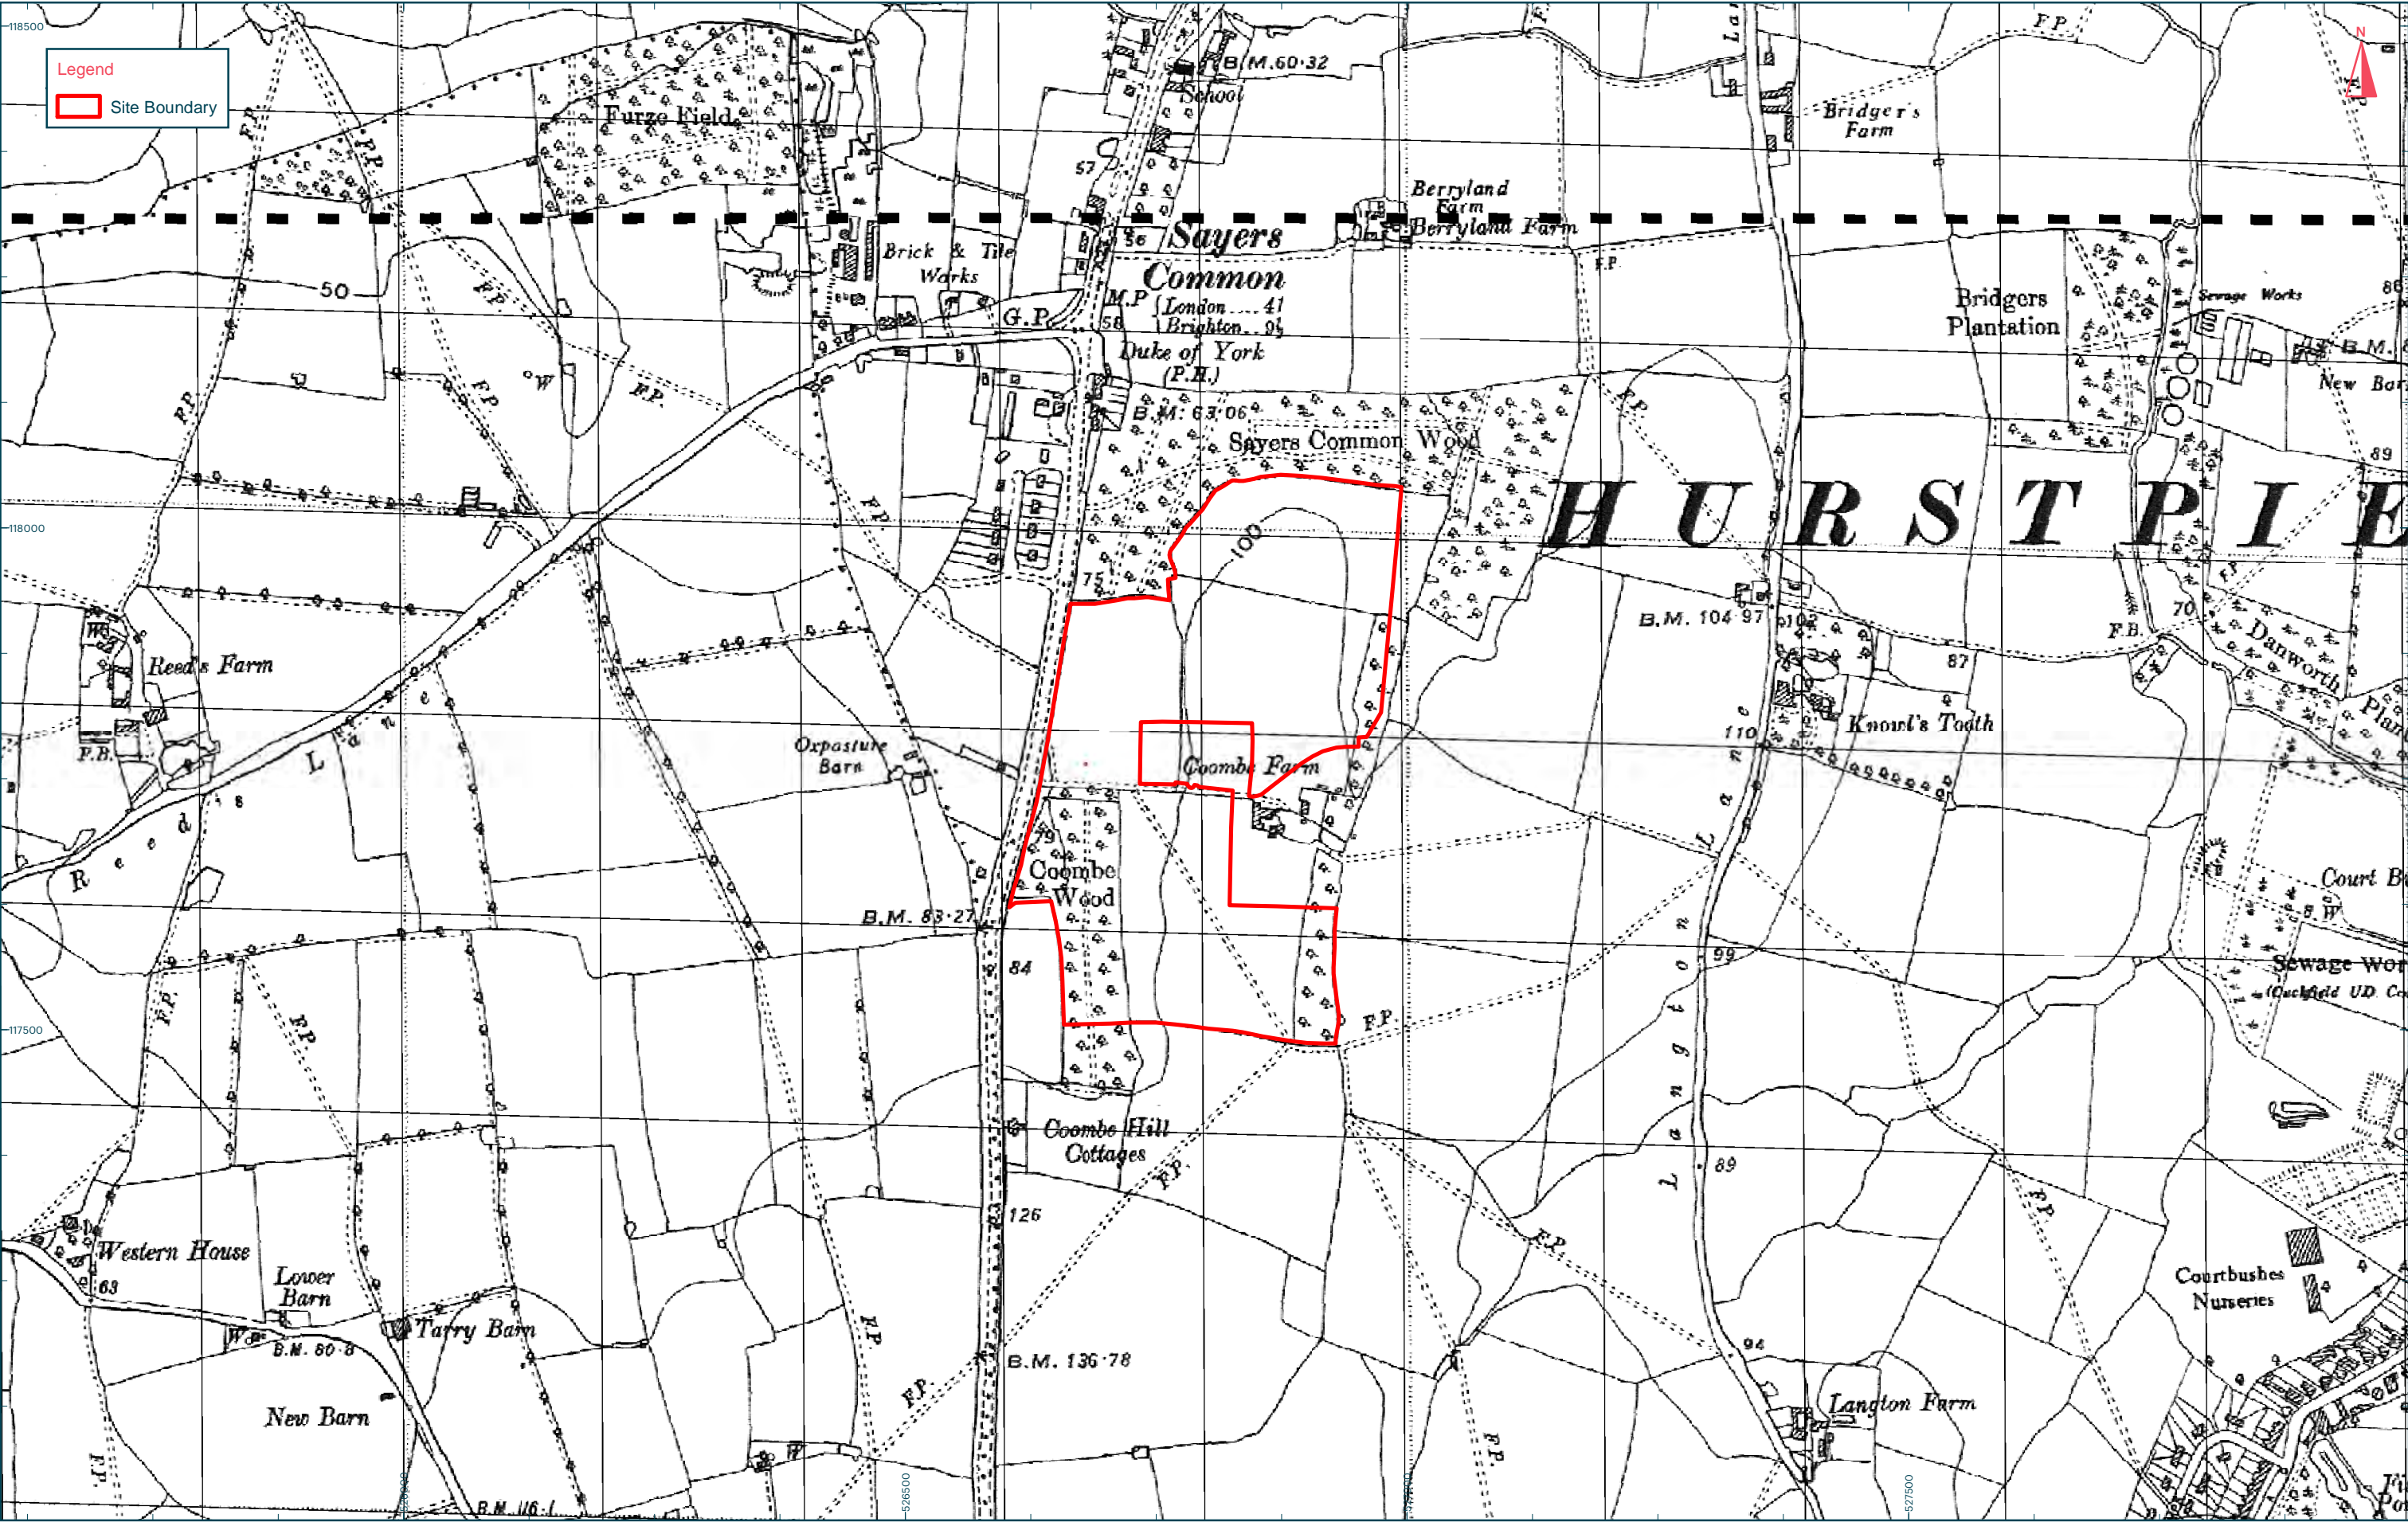 118500
Legend
Site Boundary
N
F.P.
F.P.
F.P.
F.P.
Furze Field
B.M. 60·32
School
57
Bridger's
Farm
Berryland
Farm
Berryland Farm
56
Sayers
Common
Brick & Tile
Works
M.P
London .... 41
Brighton .. 9½
G.P.
58
Duke of York
(P.H.)
50
F.P.
F.P.
Bridgers
Plantation
Sewage Works
86
B.M.
New Bar
W
F.P.
F.P.
F.P.
F.P.
B.M. 63·06
Sayers Common Wood
89
118000
F.P.
100
HURSTPIE
75
B.M. 104·97
102
F.P.
70
F.B.
Danworth
Plan
87
W
Reed's Farm
F.B.
Knowl's Tooth
110
Oxpasture
Barn
Coombe Farm
Reeds Lane
79
Coombe
Wood
B.M. 83·27
84
Court B
W
99
Sewage Wor
(Cuckfield U.D. Co
117500
F.P.
F.P.
F.P.
Langton Lane
Coombe Hill
Cottages
F.P.
89
126
F.P.
F.P.
Western House
63
Lower
Barn
W
Tarry Barn
B.M. 80·8
F.P.
Courtbushes
Nurseries
B.M. 136·78
94
F.P.
New Barn
Langton Farm
F.P.
W
F.P.
526500
527500
B.M. 116·1